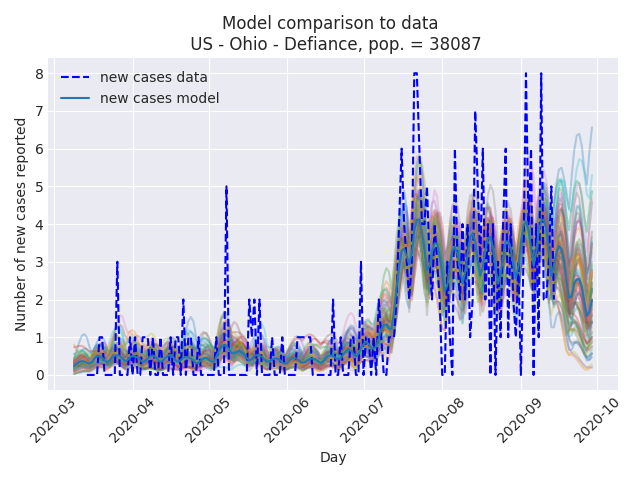 Model comparison to data
US - Ohio - Defiance, pop. = 38087
new cases data
new cases model
Number of new cases reported
8
7
6
5
4
3
2
1
0
2020-03
2020-04
2020-05
2020-06
2020-07
2020-08
2020-09
2020-10
Day